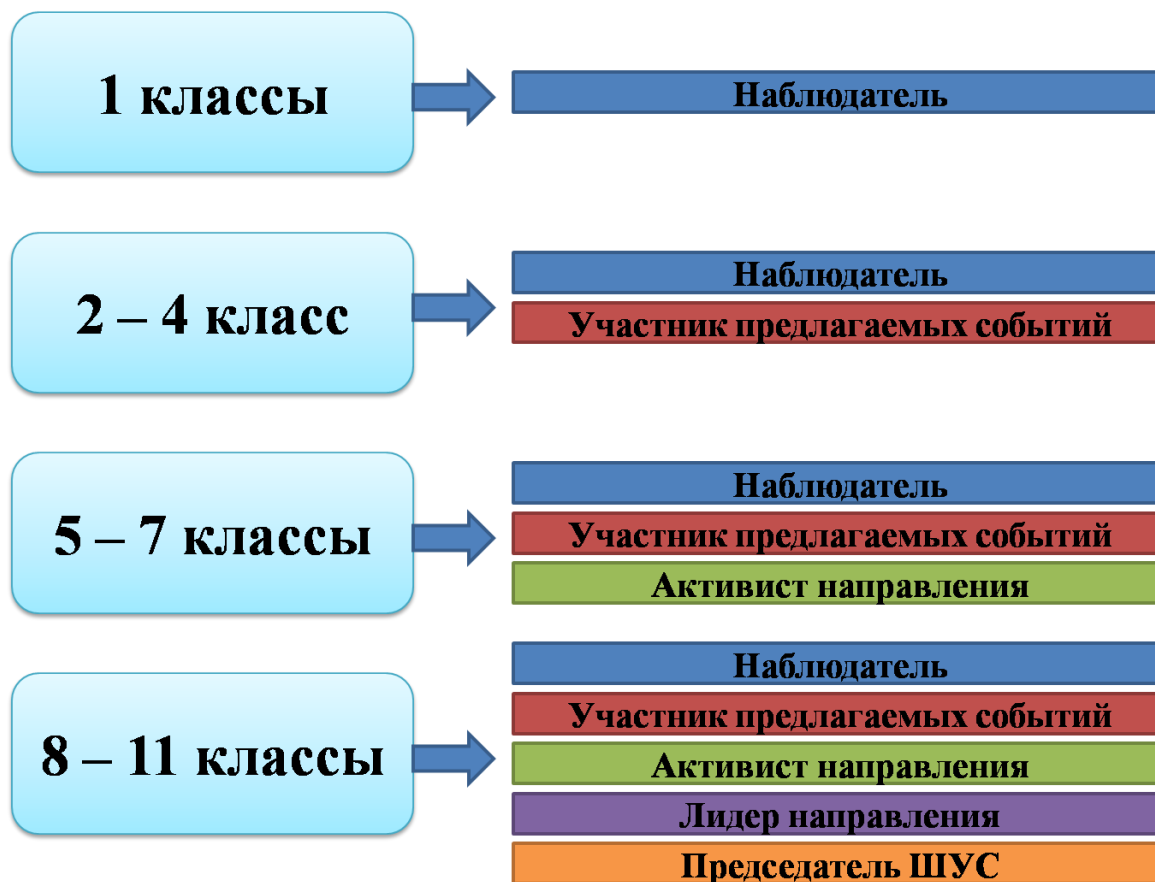 1 классы
Наблюдатель
2 – 4 класс
Наблюдатель
Участник предлагаемых событий
5 – 7 классы
Наблюдатель
Участник предлагаемых событий
Активист направления
8 – 11 классы
Наблюдатель
Участник предлагаемых событий
Активист направления
Лидер направления
Председатель ШУС